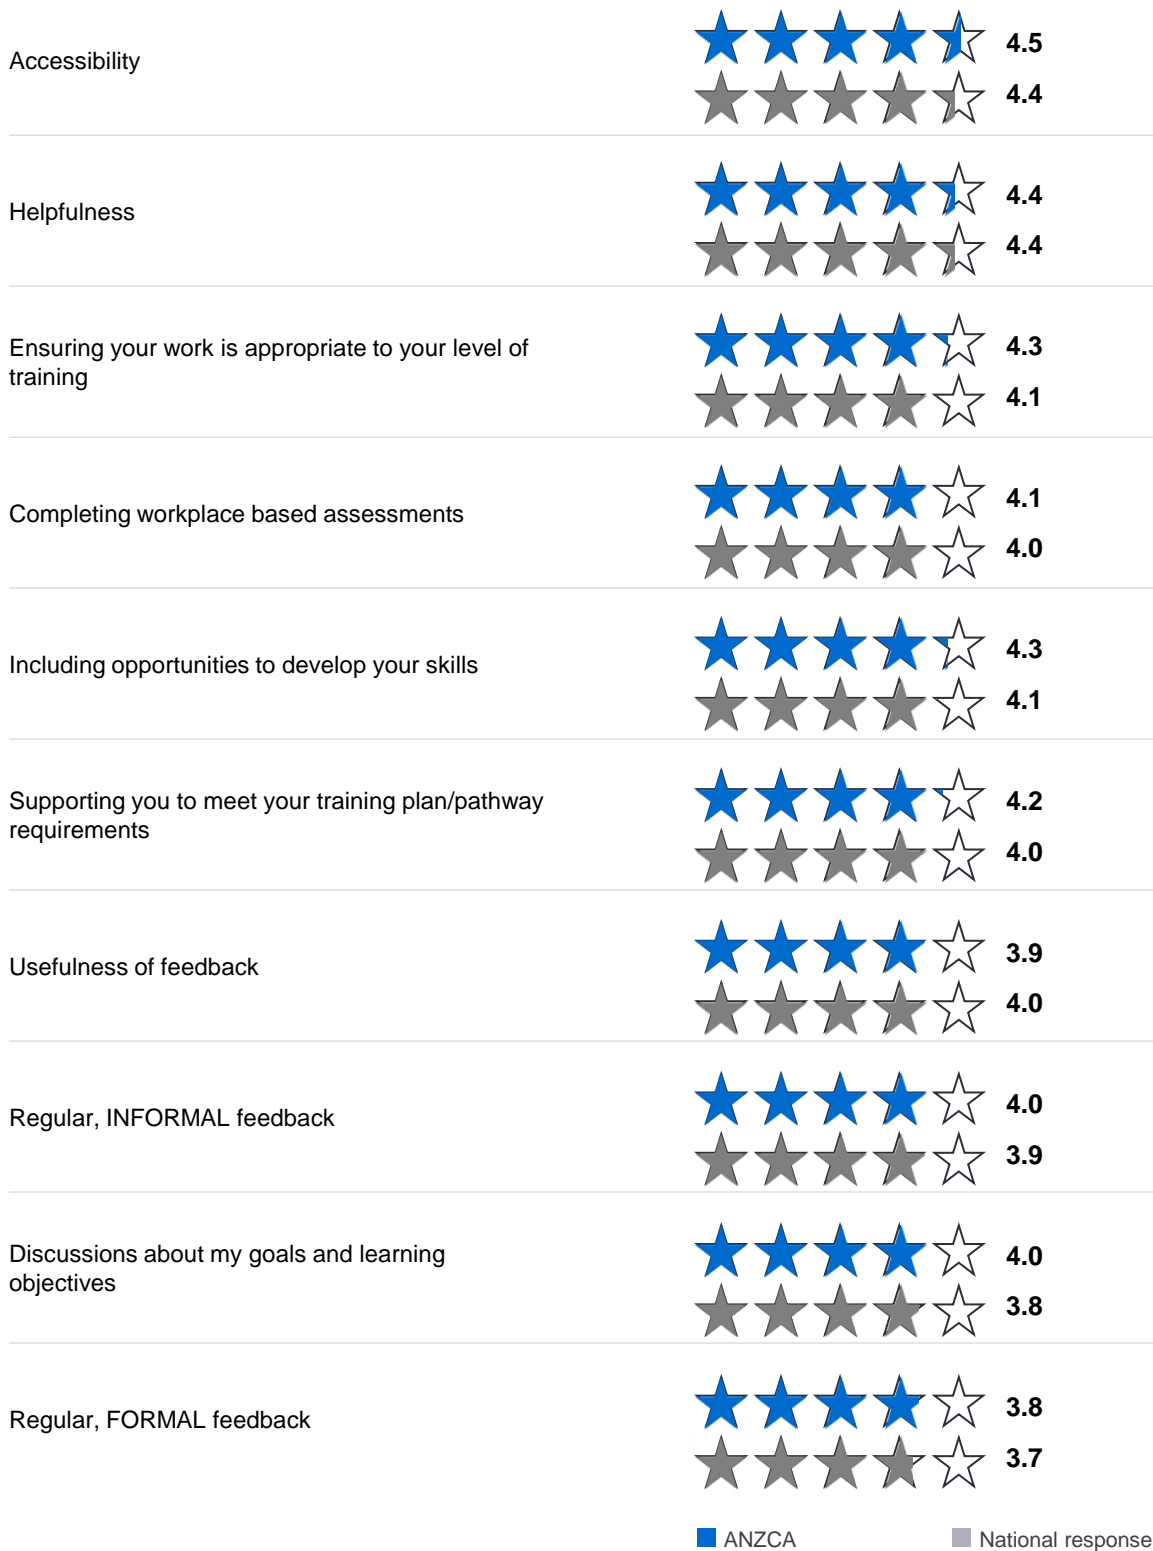 Accessibility
4.5
4.4
Helpfulness
4.4
4.4
Ensuring your work is appropriate to your level of
training
4.3
4.1
Completing workplace based assessments
4.1
4.0
Including opportunities to develop your skills
4.3
4.1
Supporting you to meet your training plan/pathway
requirements
4.2
4.0
Usefulness of feedback
3.9
4.0
Regular, INFORMAL feedback
4.0
3.9
Discussions about my goals and learning
objectives
4.0
3.8
Regular, FORMAL feedback
3.8
3.7
ANZCA National response